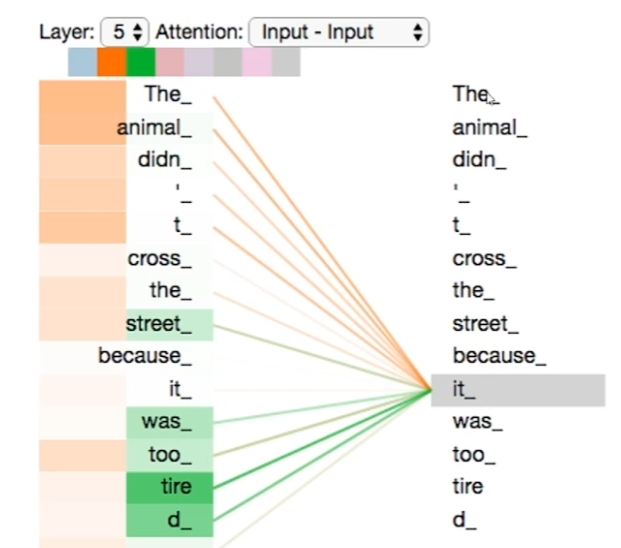 Layer: 5 Attention: Input - Input
The_ The_
animal_ animal_
didn_ didn_
'_ '_
t_ t_
cross_ cross_
the_ the_
street_ street_
because_ because_
it_ it_
was_ was_
too_ too_
tire tire
d_ d_